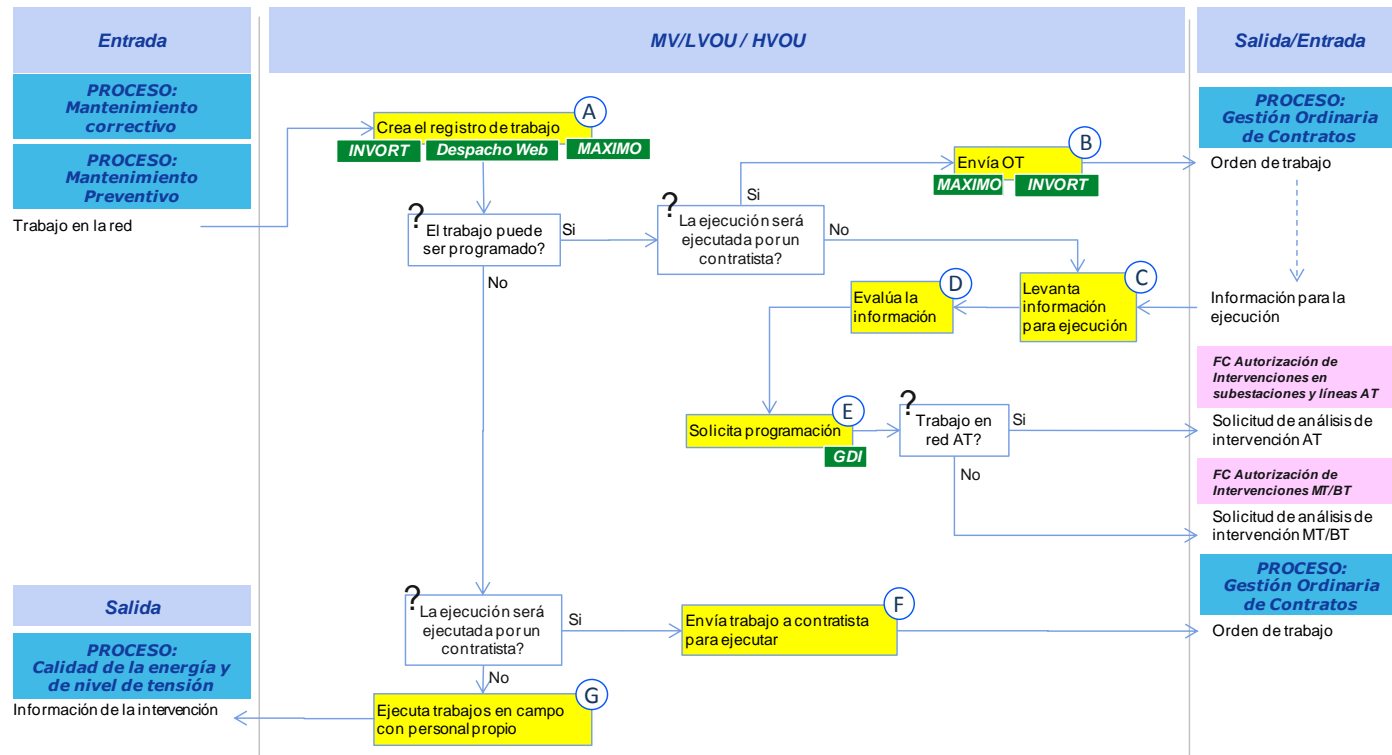 Entrada
MV/LVOU / HVOU
Salida/Entrada
PROCESO:
Mantenimiento
correctivo
PROCESO:
Mantenimiento
Preventivo
Trabajo en la red
A
Crea el registro de trabajo
INVORT
Despacho Web
MAXIMO
?
El trabajo puede
ser programado?
Si
No
?
La ejecución será
ejecutada por un
contratista?
Si
No
B
Envía OT
MAXIMO
INVORT
PROCESO:
Gestión Ordinaria
de Contratos
Orden de trabajo
C
Levanta
información
para ejecución
D
Evalúa la
información
Información para la
ejecución
E
Solicita programación
GDI
?
Trabajo en
red AT?
Si
No
FC Autorización de
Intervenciones en
subestaciones y líneas AT
Solicitud de análisis de
intervención AT
FC Autorización de
Intervenciones MT/BT
Solicitud de análisis de
intervención MT/BT
?
La ejecución será
ejecutada por un
contratista?
Si
No
F
Envía trabajo a contratista
para ejecutar
PROCESO:
Gestión Ordinaria
de Contratos
Orden de trabajo
G
Ejecuta trabajos en campo
con personal propio
Salida
PROCESO:
Calidad de la energía y
de nivel de tensión
Información de la intervención